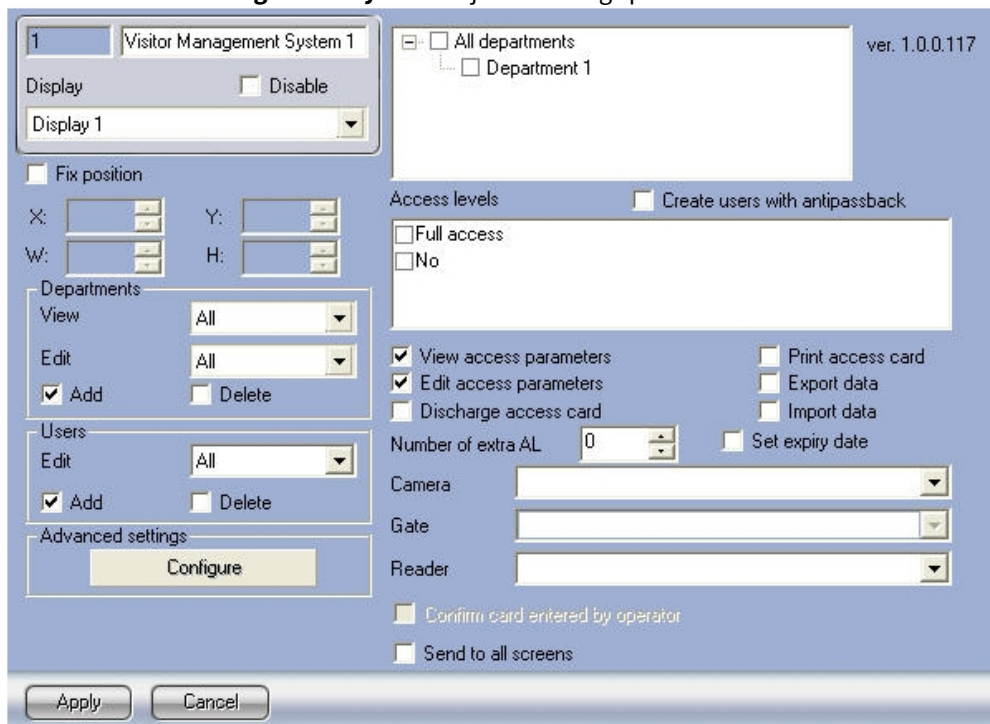 1 Visitor Management System 1
Display Disable
Display 1
Fix position
X: Y:
W: H:
Departments
View All
Edit All
Add Delete
Users
Edit All
Add Delete
Advanced settings
Configure
All departments
Department 1
ver. 1.0.0.117
Access levels Create users with antipassback
Full access
No
View access parameters Print access card
Edit access parameters Export data
Discharge access card Import data
Number of extra AL 0 Set expiry date
Camera
Gate
Reader
Confirm card entered by operator
Send to all screens
Apply Cancel